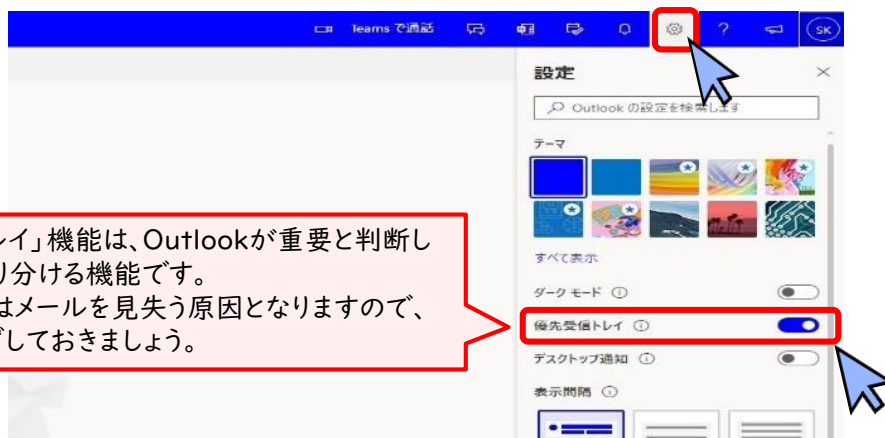 Teams で通話
?
SK
設定
Outlook の設定を検索します
テーマ
すべて表示
ダーク モード
優先受信トレイ
デスクトップ通知
表示間隔
レイ」機能は、Outlookが重要と判断し
り分ける機能です。
はメールを見失う原因となりますので、
しておきましょう。